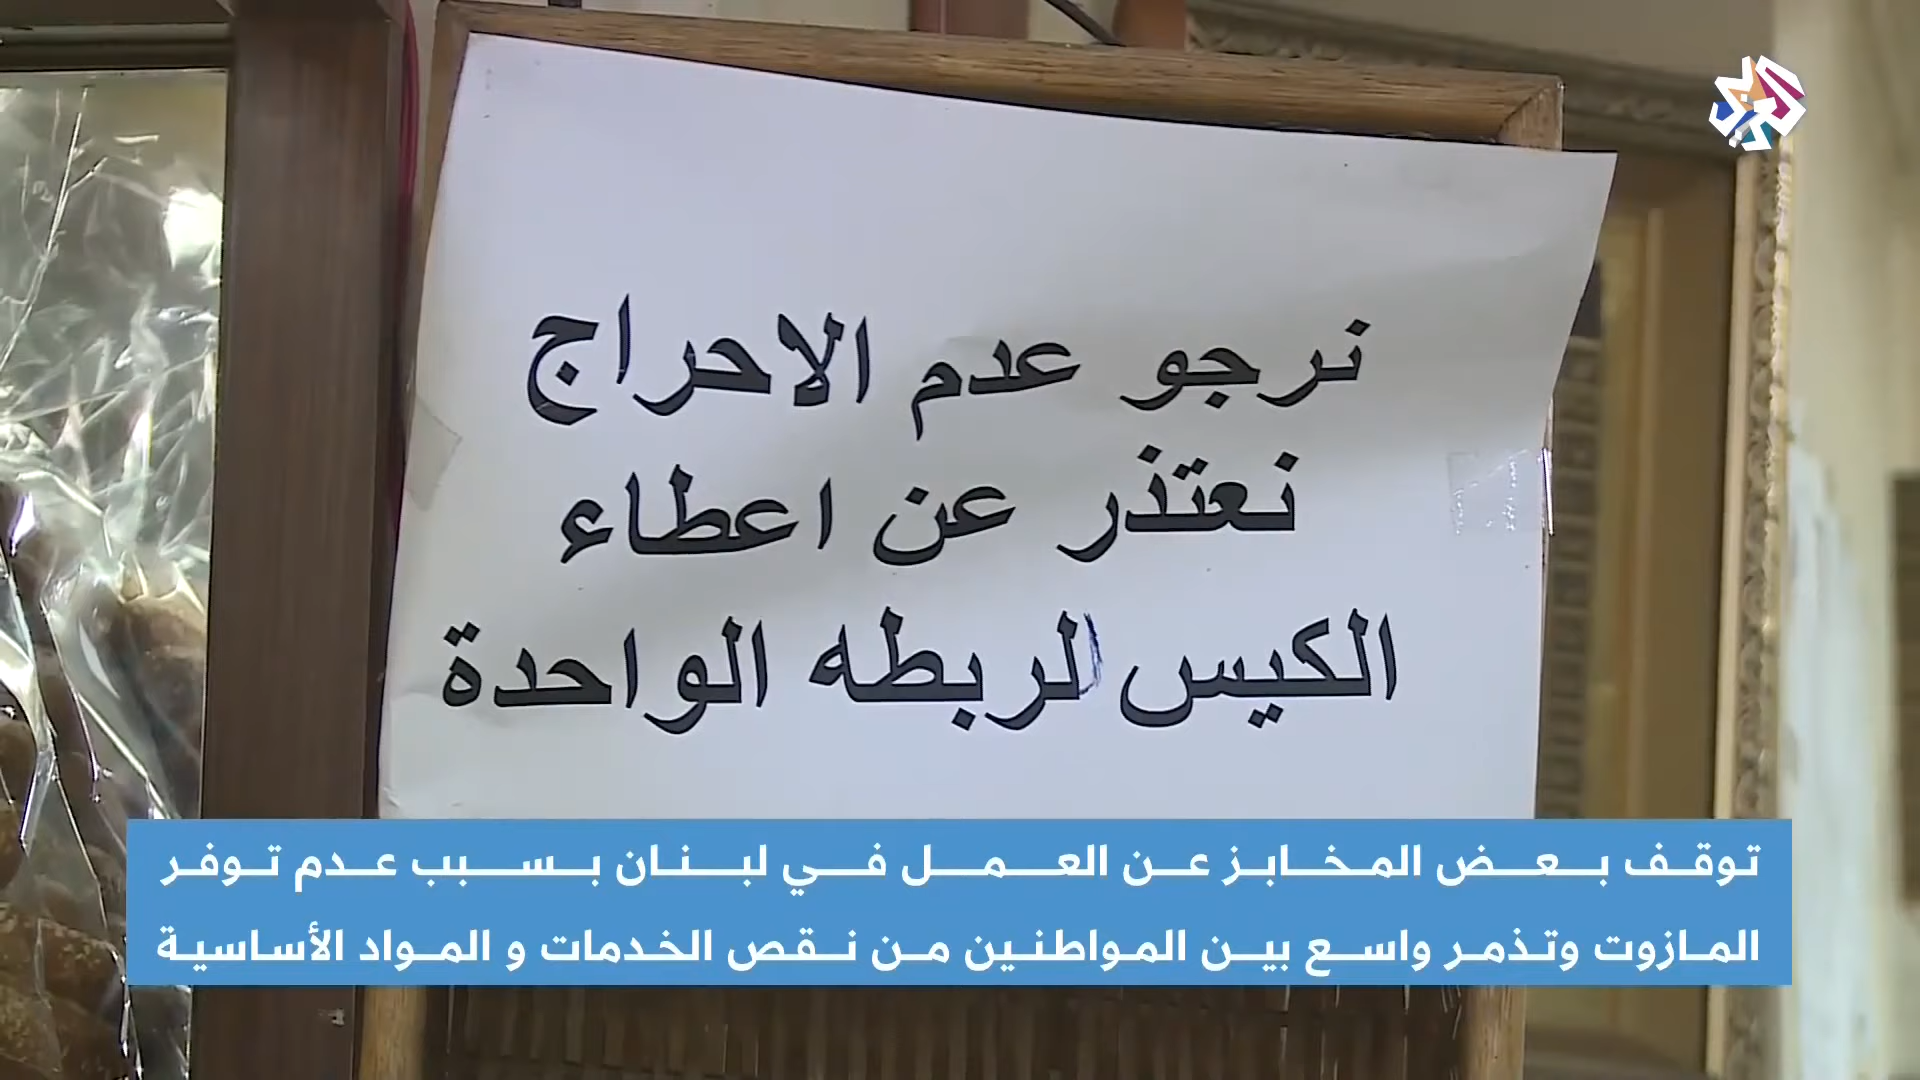 نرجو عدم الاحراج
نعتذر عن اعطاء
الكيس لربطه الواحدة
توقف بعض المخابز عن العمل في لبنان بسبب عدم توفر
المازوت وتذمر واسع بين المواطنين من نقص الخدمات و المواد الأساسية